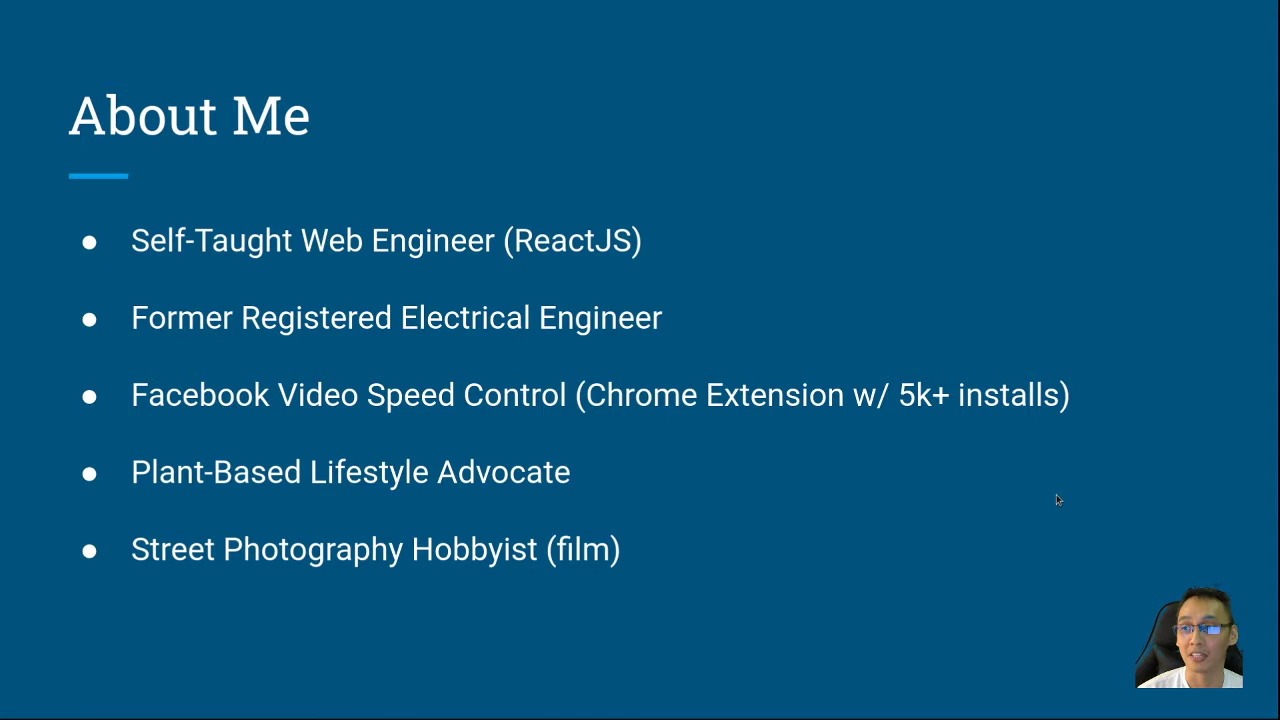 About Me
● Self-Taught Web Engineer (ReactJS)
● Former Registered Electrical Engineer
● Facebook Video Speed Control (Chrome Extension w/ 5k+ installs)
● Plant-Based Lifestyle Advocate
● Street Photography Hobbyist (film)